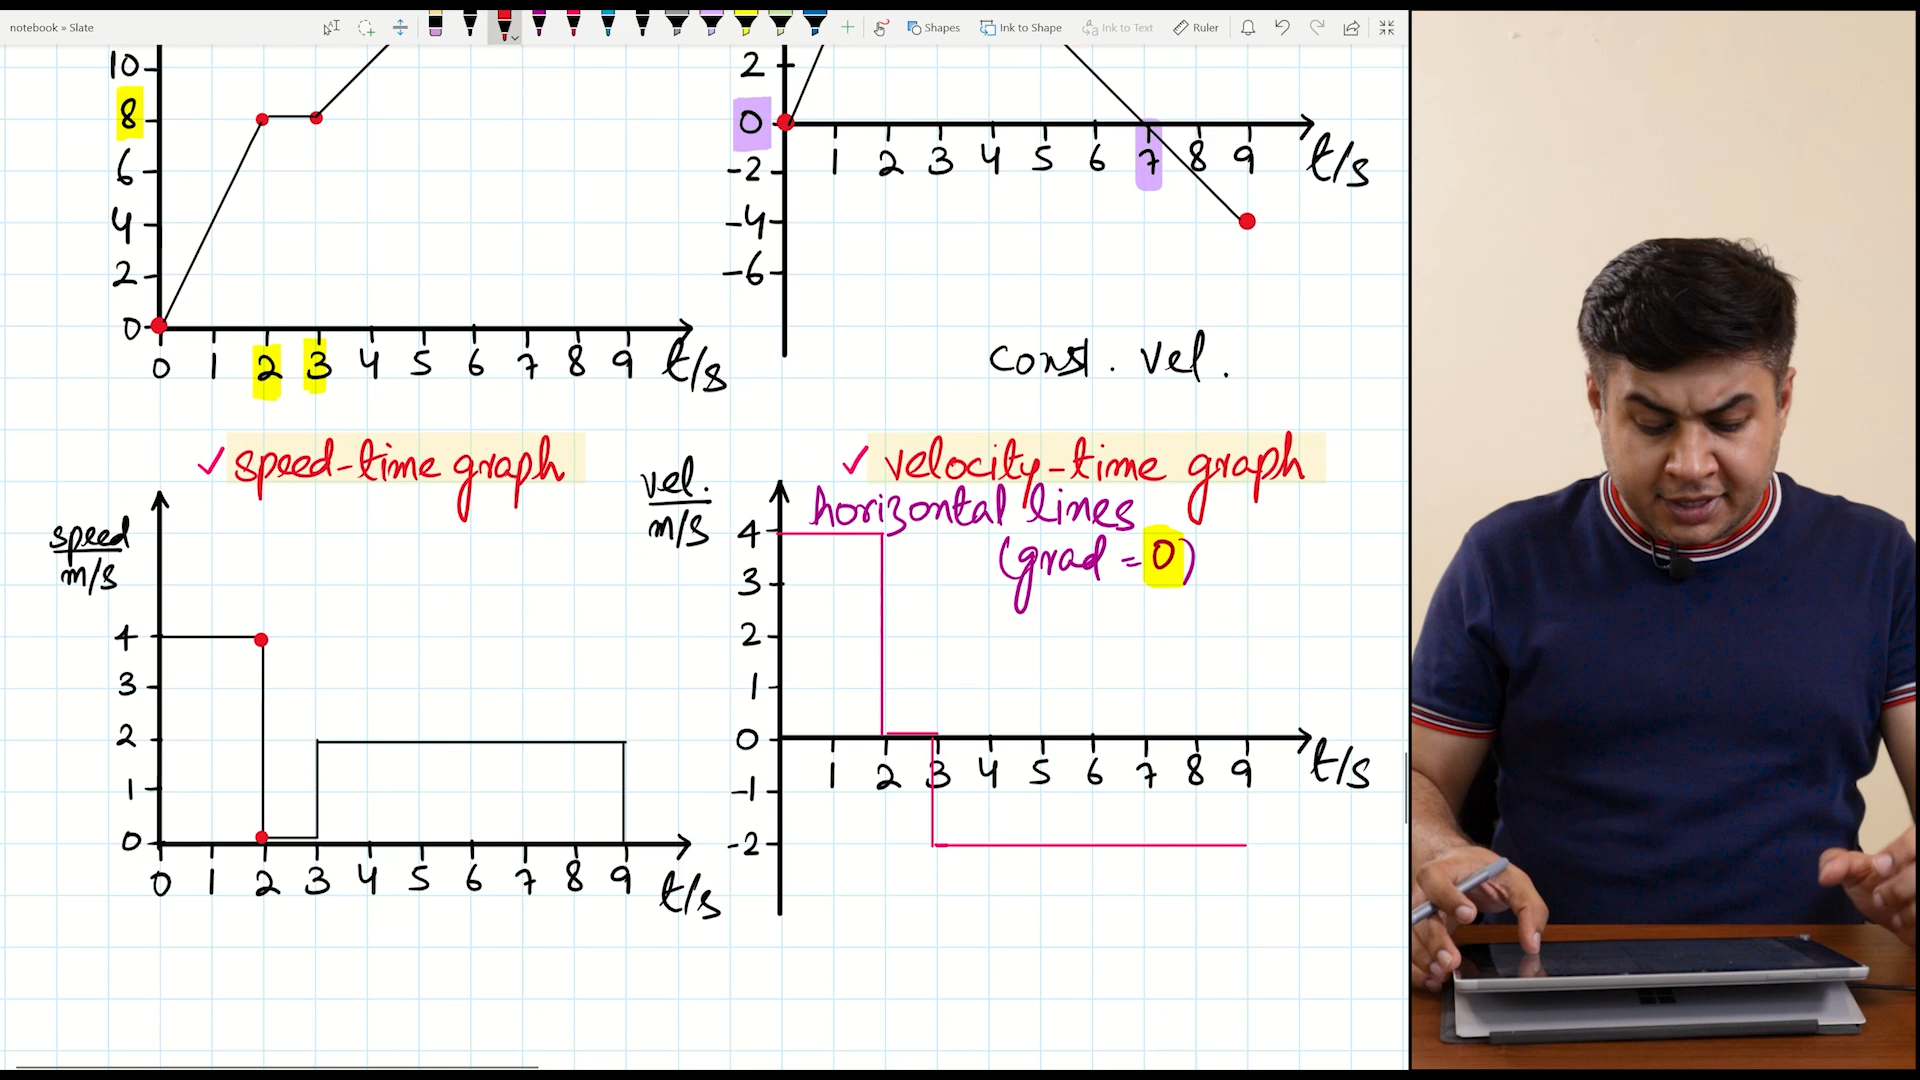 notebook » Slate
Shapes
Ink to Shape
Ink to Text
Ruler
10
8
6
4
2
0
0 1 2 3 4 5 6 7 8 9 t/s
2
0
-2
-4
-6
1 2 3 4 5 6 7 8 9 t/s
const. vel.
✓ speed-time graph
speed
m/s
4
3
2
1
0
0 1 2 3 4 5 6 7 8 9 t/s
✓ velocity-time graph
vel.
m/s
horizontal lines
(grad = 0)
4
3
2
1
0
-1
-2
1 2 3 4 5 6 7 8 9 t/s